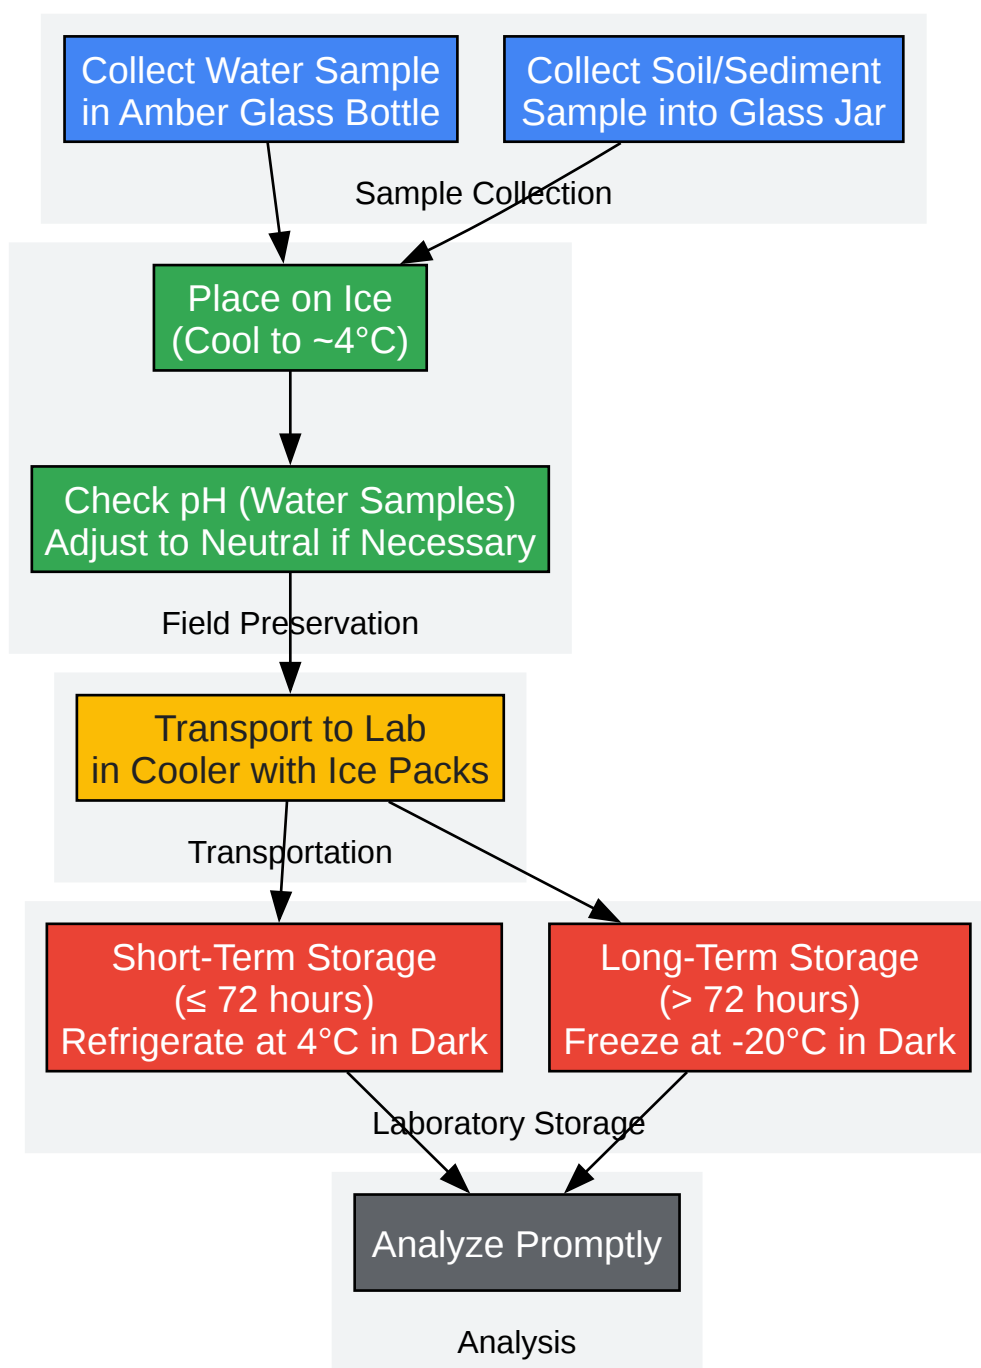 Collect Water Sample
in Amber Glass Bottle
Collect Soil/Sediment
Sample into Glass Jar
Sample Collection
Place on Ice
(Cool to ~4°C)
Check pH (Water Samples)
Adjust to Neutral if Necessary
Field Preservation
Transport to Lab
in Cooler with Ice Packs
Transportation
Short-Term Storage
(≤ 72 hours)
Refrigerate at 4°C in Dark
Long-Term Storage
(> 72 hours)
Freeze at -20°C in Dark
Laboratory Storage
Analyze Promptly
Analysis